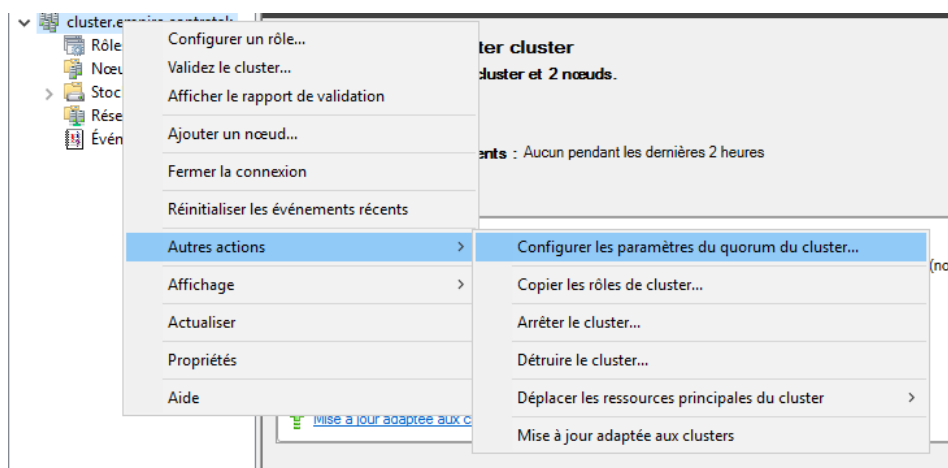 cluster.empire.contretok
Rôle
Nœu
Stoc
Rése
Évén
Configurer un rôle...
Validez le cluster...
Afficher le rapport de validation
Ajouter un nœud...
Fermer la connexion
Réinitialiser les événements récents
Autres actions
Affichage
Actualiser
Propriétés
Aide
ter cluster
cluster et 2 nœuds.
ents : Aucun pendant les dernières 2 heures
(no
Configurer les paramètres du quorum du cluster...
Copier les rôles de cluster...
Arrêter le cluster...
Détruire le cluster...
Déplacer les ressources principales du cluster
Mise à jour adaptée aux clusters
Mise à jour adaptée aux c